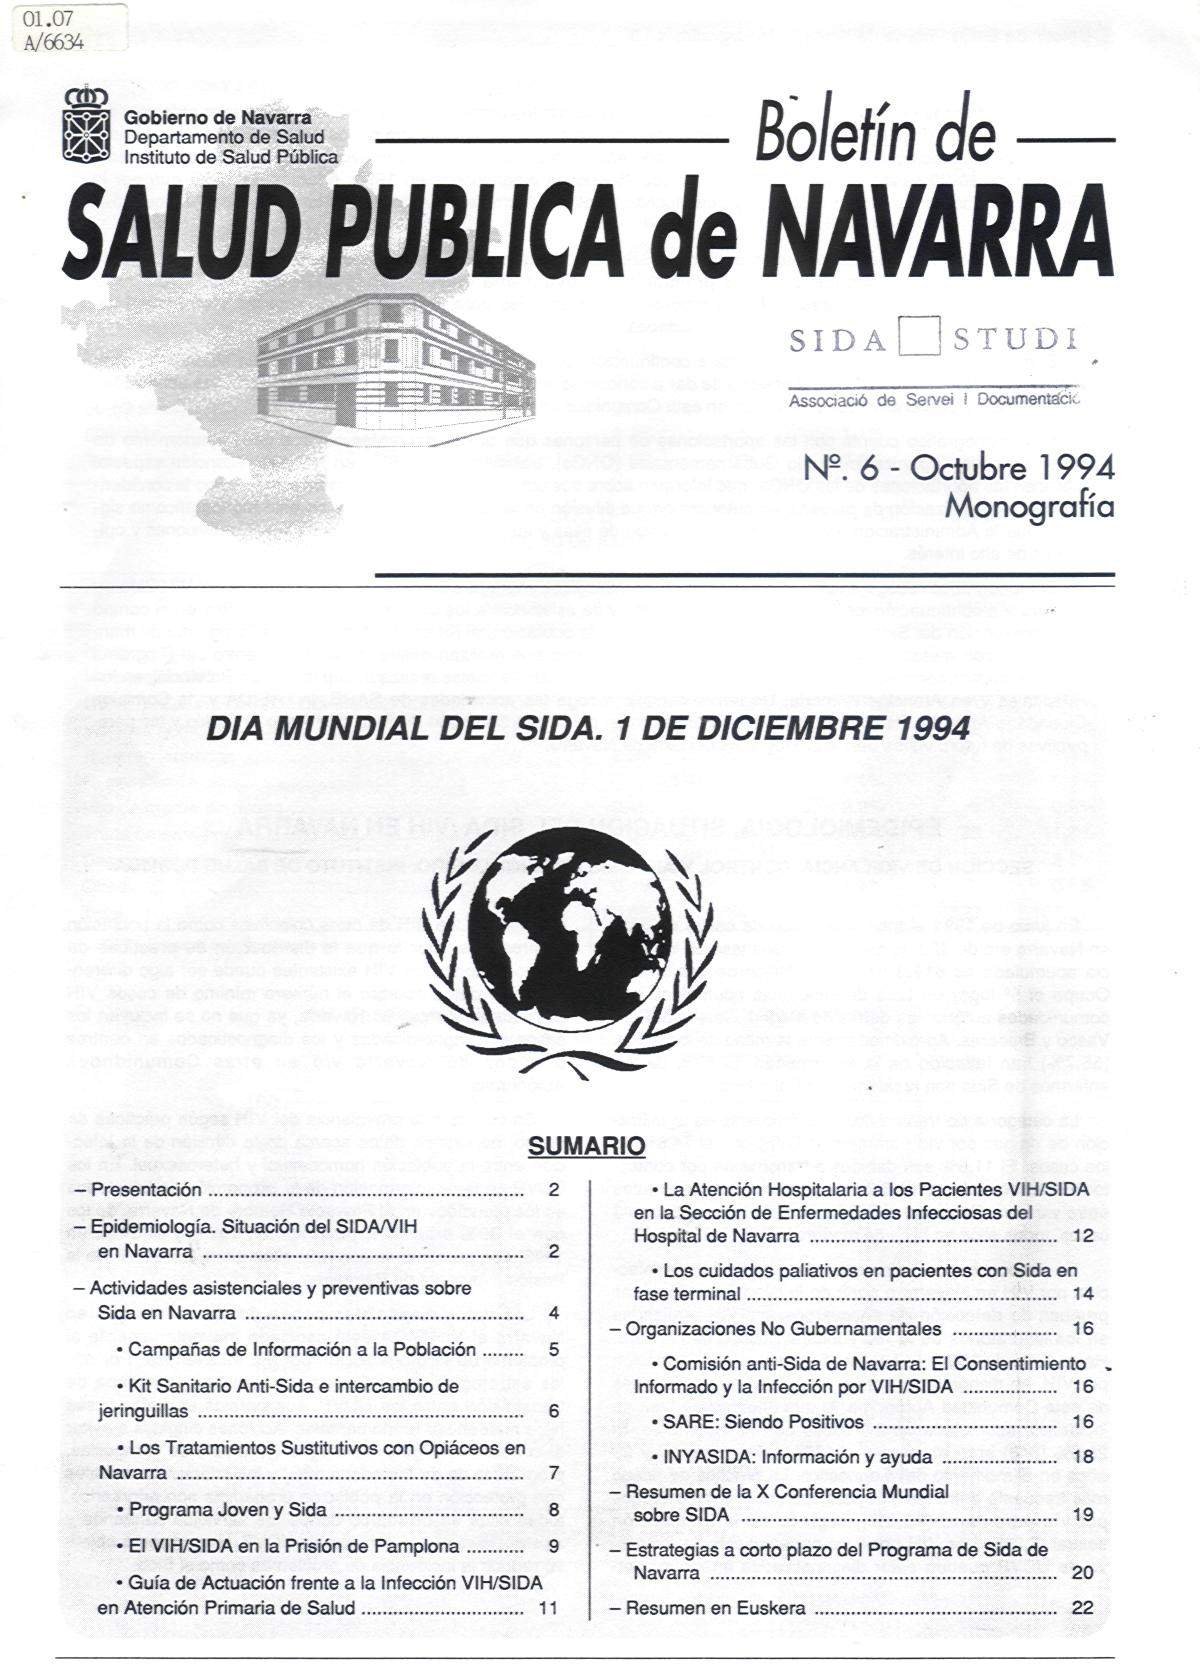 01.07
A/6634
Gobierno de Navarra
Departamento de Salud
Instituto de Salud Pública
Boletín de
SALUD PUBLICA de NAVARRA
SIDA STUDI
Associació de Servei i Documentació
Nº. 6 - Octubre 1994
Monografía
DIA MUNDIAL DEL SIDA. 1 DE DICIEMBRE 1994
SUMARIO
– Presentación ........ 2
– Epidemiología. Situación del SIDA/VIH
en Navarra ........ 2
– Actividades asistenciales y preventivas sobre
Sida en Navarra ........ 4
• Campañas de Información a la Población ........ 5
• Kit Sanitario Anti-Sida e intercambio de
jeringuillas ........ 6
• Los Tratamientos Sustitutivos con Opiáceos en
Navarra ........ 7
• Programa Joven y Sida ........ 8
• El VIH/SIDA en la Prisión de Pamplona ........ 9
• Guía de Actuación frente a la Infección VIH/SIDA
en Atención Primaria de Salud ........ 11
• La Atención Hospitalaria a los Pacientes VIH/SIDA
en la Sección de Enfermedades Infecciosas del
Hospital de Navarra ........ 12
• Los cuidados paliativos en pacientes con Sida en
fase terminal ........ 14
– Organizaciones No Gubernamentales ........ 16
• Comisión anti-Sida de Navarra: El Consentimiento
Informado y la Infección por VIH/SIDA ........ 16
• SARE: Siendo Positivos ........ 16
• INYASIDA: Información y ayuda ........ 18
– Resumen de la X Conferencia Mundial
sobre SIDA ........ 19
– Estrategias a corto plazo del Programa de Sida de
Navarra ........ 20
– Resumen en Euskera ........ 22